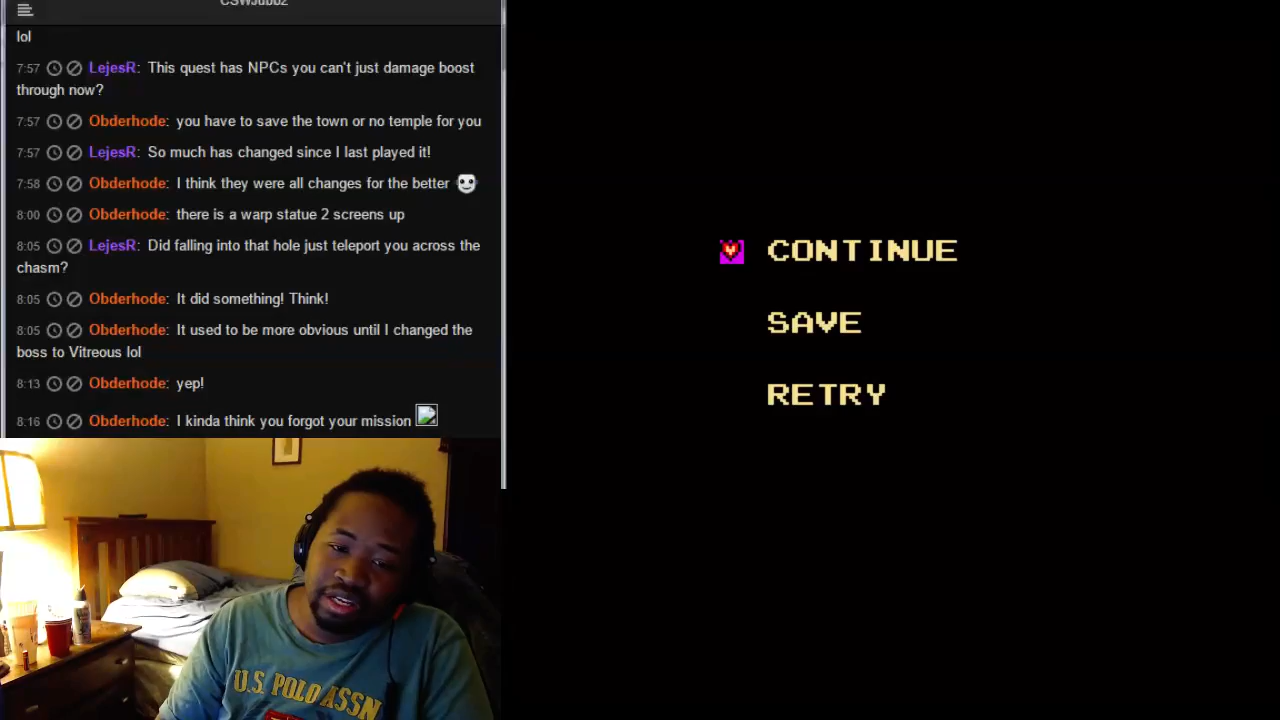 CSWJubbz
lol
7:57 LejesR: This quest has NPCs you can't just damage boost
through now?
7:57 Obderhode: you have to save the town or no temple for you
7:57 LejesR: So much has changed since I last played it!
7:58 Obderhode: I think they were all changes for the better
8:00 Obderhode: there is a warp statue 2 screens up
8:05 LejesR: Did falling into that hole just teleport you across the
chasm?
8:05 Obderhode: It did something! Think!
8:05 Obderhode: It used to be more obvious until I changed the
boss to Vitreous lol
8:13 Obderhode: yep!
8:16 Obderhode: I kinda think you forgot your mission
CONTINUE
SAVE
RETRY
U.S. POLO ASSN